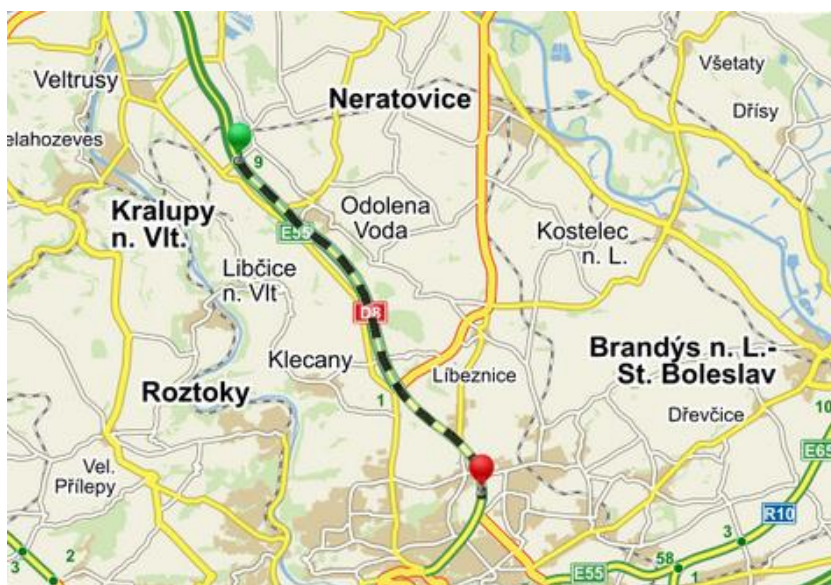 Veltrusy
elahozeves
Neratovice
Všetaty
Dřísy
9
Kralupy
n. Vlt.
Odolena
Voda
E55
Kostelec
n. L.
Libčice
n. Vlt
D8
Klecany
1
Líbeznice
Brandýs n. L.-
St. Boleslav
Roztoky
Dřevčice
10
E65
Vel.
Přílepy
R10
3
58
E55
1
3
2